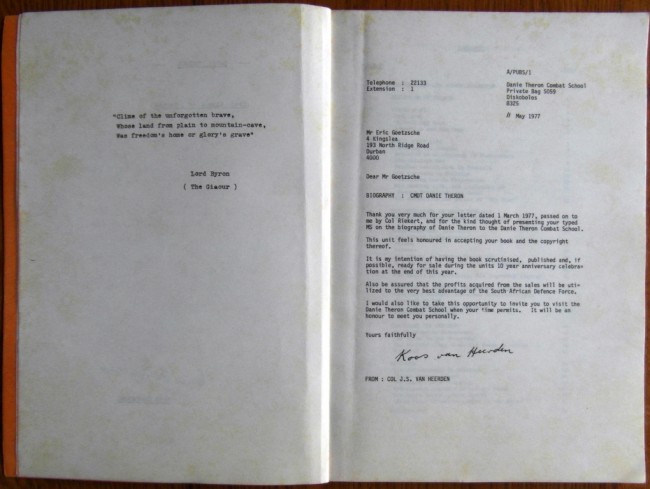 "Clime of the unforgotten brave,
Whose land from plain to mountain-cave,
Was freedom's home or glory's grave"
Lord Byron
( The Giaour )
A/PUBS/1
Telephone : 22133
Extension : 1
Danie Theron Combat School
Private Bag 5099
Diskobolos
8325
May 1977
Mr Eric Goetzsche
4 Kingslea
193 North Ridge Road
Durban
4000
Dear Mr Goetzsche
BIOGRAPHY : CMDT DANIE THERON
Thank you very much for your letter dated 1 March 1977, passed on to
me by Col Riekert, and for the kind thought of presenting your typed
MS on the biography of Danie Theron to the Danie Theron Combat School.
This unit feels honoured in accepting your book and the copyright
thereof.
It is my intention of having the book scrutinised, published and, if
possible, ready for sale during the units 10 year anniversary celebre-
tion at the end of this year.
Also be assured that the profits acquired from the sales will be uti-
lized to the very best advantage of the South African Defence Force.
I would also like to take this opportunity to invite you to visit the
Danie Theron Combat School when your time permits. It will be an
honour to meet you personally.
Yours faithfully
Koos van Heerden
FROM : COL J.S. VAN HEERDEN